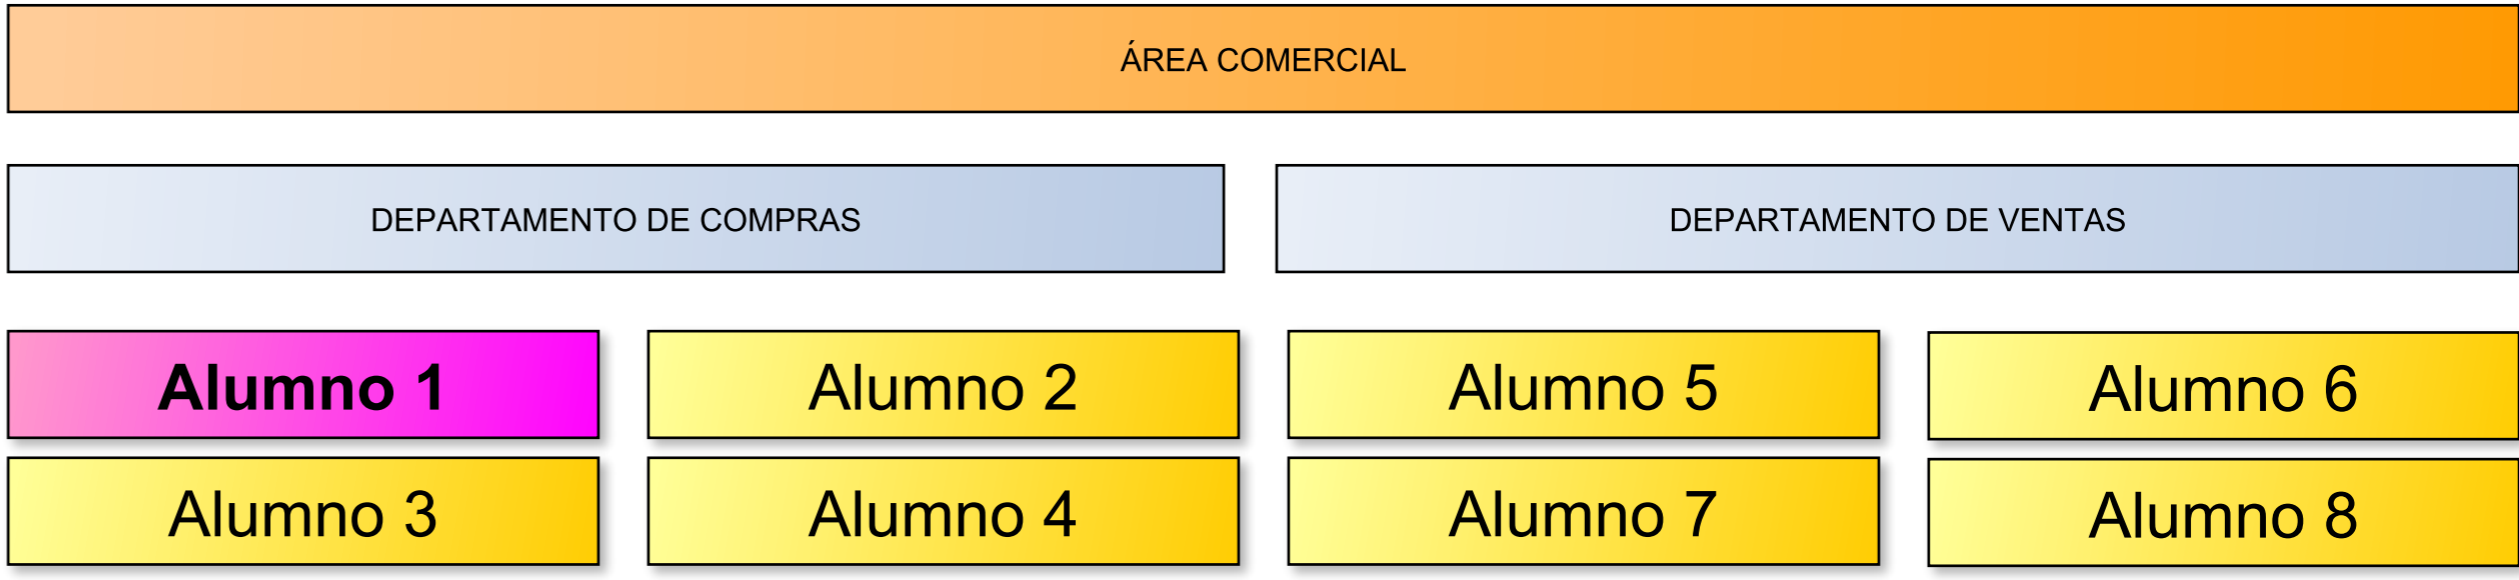 ÁREA COMERCIAL
DEPARTAMENTO DE COMPRAS
DEPARTAMENTO DE VENTAS
Alumno 1
Alumno 2
Alumno 5
Alumno 6
Alumno 3
Alumno 4
Alumno 7
Alumno 8